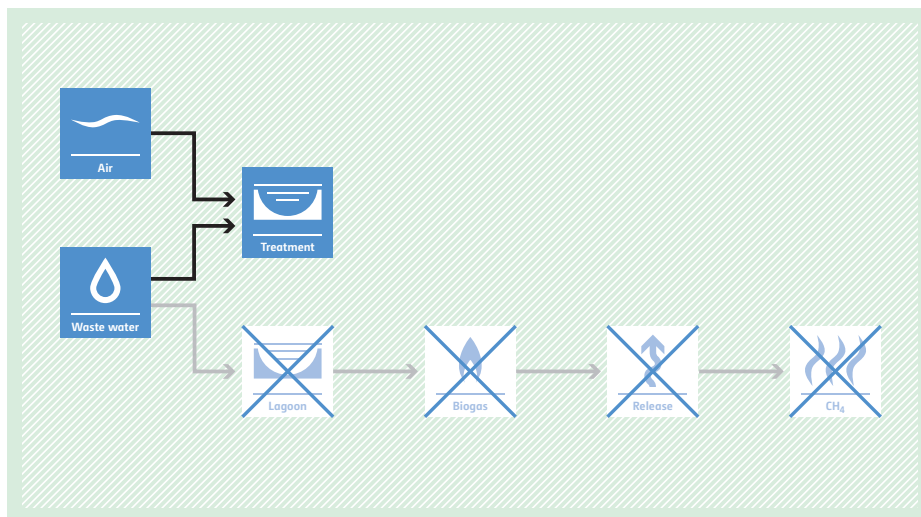 Air
Treatment
Waste water
Lagoon
Biogas
Release
CH₄